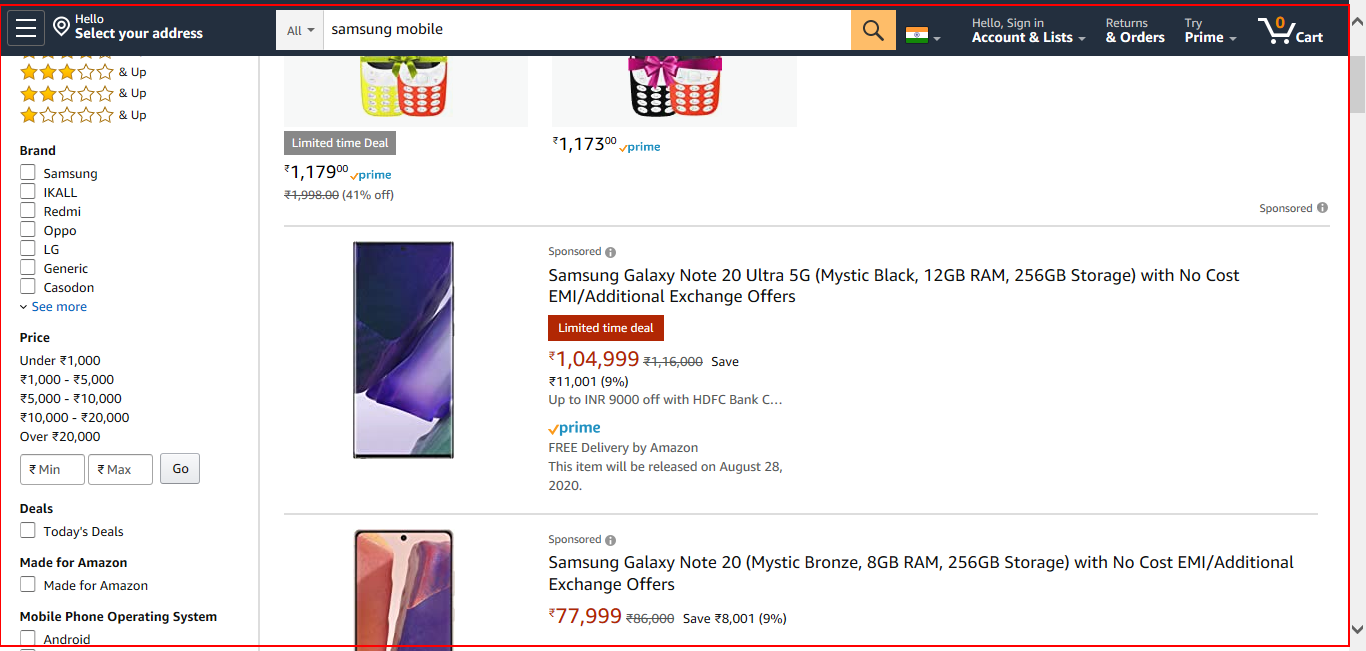 Hello
Select your address
All
samsung mobile
Hello, Sign in
Account & Lists
Returns
& Orders
Try
Prime
0
Cart
& Up
& Up
& Up
Brand
Samsung
IKALL
Redmi
Oppo
LG
Generic
Casodon
See more
Price
Under ₹1,000
₹1,000 - ₹5,000
₹5,000 - ₹10,000
₹10,000 - ₹20,000
Over ₹20,000
₹ Min
₹ Max
Go
Deals
Today's Deals
Made for Amazon
Made for Amazon
Mobile Phone Operating System
Android
Limited time Deal
₹1,17900 prime
₹1,998.00 (41% off)
₹1,17300 prime
Sponsored
Sponsored
Samsung Galaxy Note 20 Ultra 5G (Mystic Black, 12GB RAM, 256GB Storage) with No Cost
EMI/Additional Exchange Offers
Limited time deal
₹1,04,999 ₹1,16,000 Save
₹11,001 (9%)
Up to INR 9000 off with HDFC Bank C...
prime
FREE Delivery by Amazon
This item will be released on August 28,
2020.
Sponsored
Samsung Galaxy Note 20 (Mystic Bronze, 8GB RAM, 256GB Storage) with No Cost EMI/Additional
Exchange Offers
₹77,999 ₹86,000 Save ₹8,001 (9%)